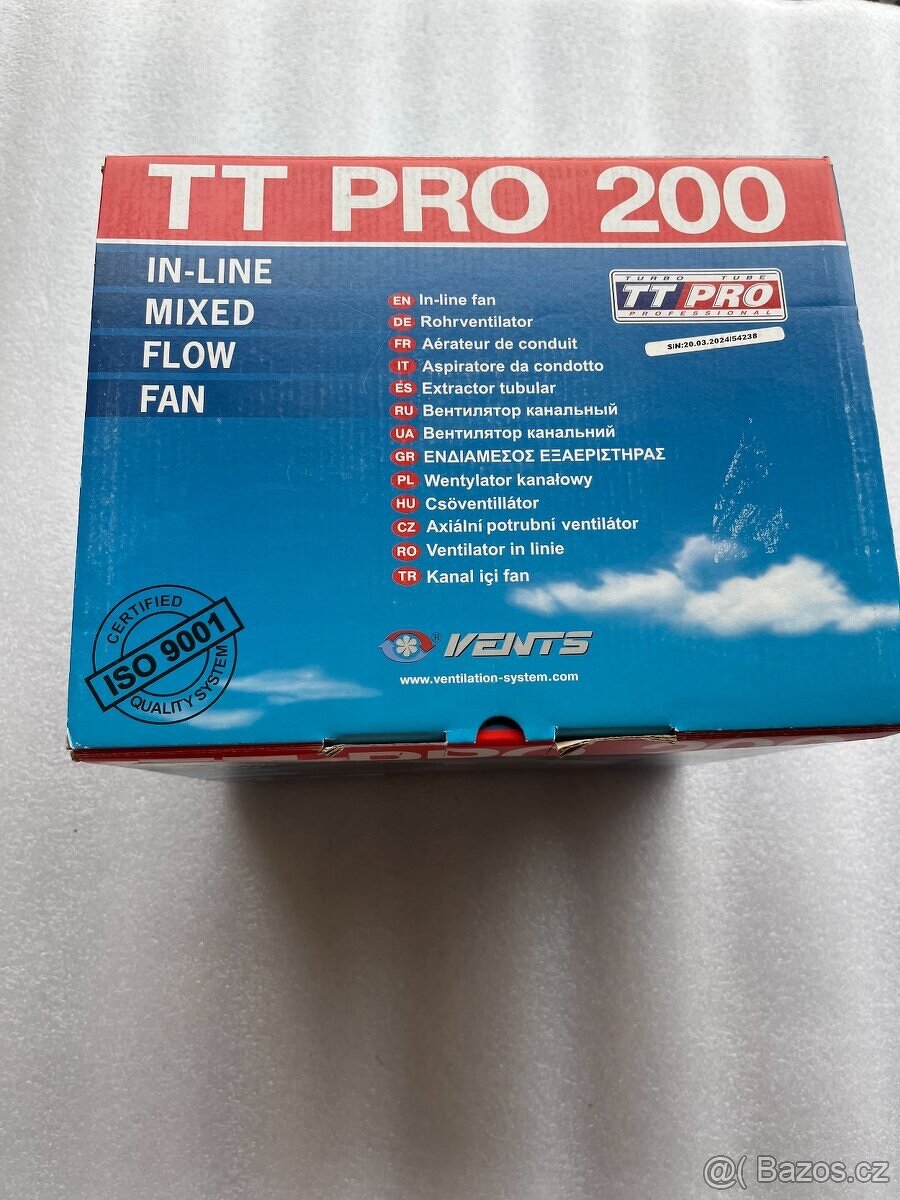 TT PRO 200
IN-LINE
MIXED
FLOW
FAN
TURBO TUBE
TT PRO
PROFESSIONAL
S/N:20.03.2024/54238
EN In-line fan
DE Rohrventilator
FR Aérateur de conduit
IT Aspiratore da condotto
ES Extractor tubular
RU Вентилятор канальный
UA Вентилятор канальний
GR ΕΝΔΙΑΜΕΣΟΣ ΕΞΑΕΡΙΣΤΗΡΑΣ
PL Wentylator kanałowy
HU Csöventillátor
CZ Axiální potrubní ventilátor
RO Ventilator in linie
TR Kanal içi fan
CERTIFIED
ISO 9001
QUALITY SYSTEM
® VENTS
www.ventilation-system.com
TT PRO 200
@( Bazos.cz